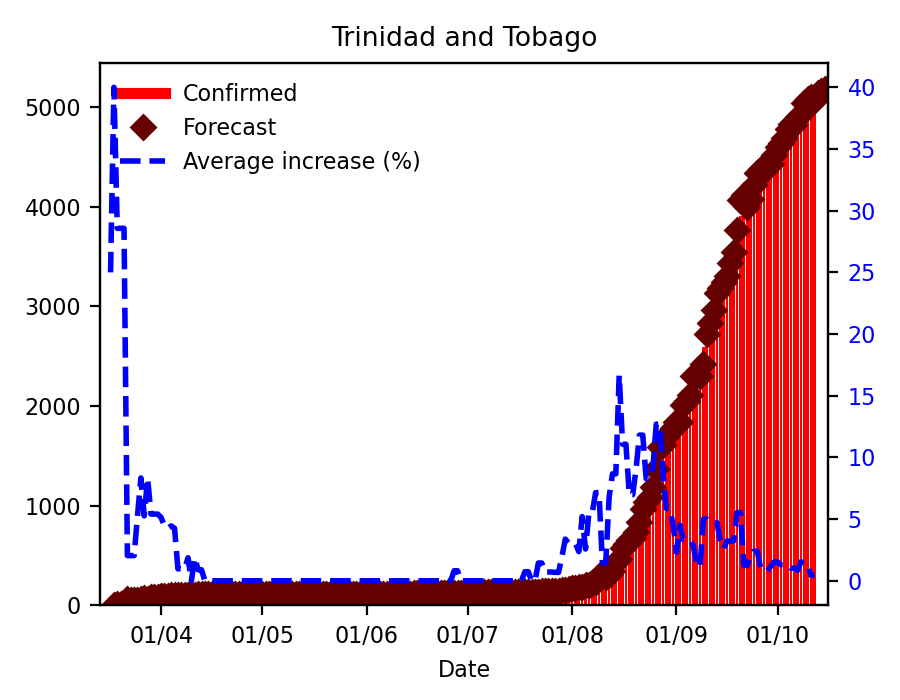 Trinidad and Tobago
Confirmed
Forecast
Average increase (%)
5000
4000
3000
2000
1000
0
40
35
30
25
20
15
10
5
0
01/04 01/05 01/06 01/07 01/08 01/09 01/10
Date